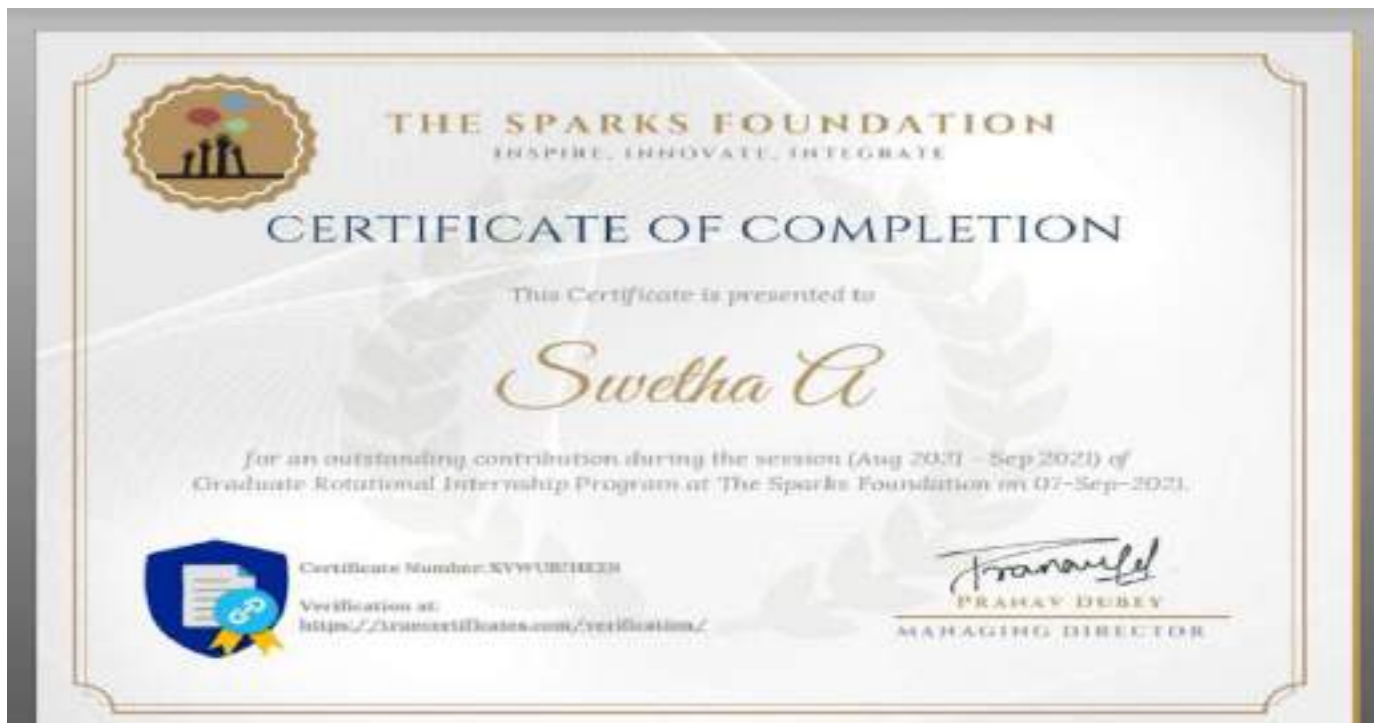 THE SPARKS FOUNDATION
INSPIRE, INNOVATE, INTEGRATE
CERTIFICATE OF COMPLETION
This Certificate is presented to
Swetha A
for an outstanding contribution during the session (Aug 2021 - Sep 2021) of
Graduate Rotational Internship Program at The Sparks Foundation on 07-Sep-2021.
Certificate Number:
Verification at:
https://truecertificates.com/verification/
PRANAV DUBEY
MANAGING DIRECTOR